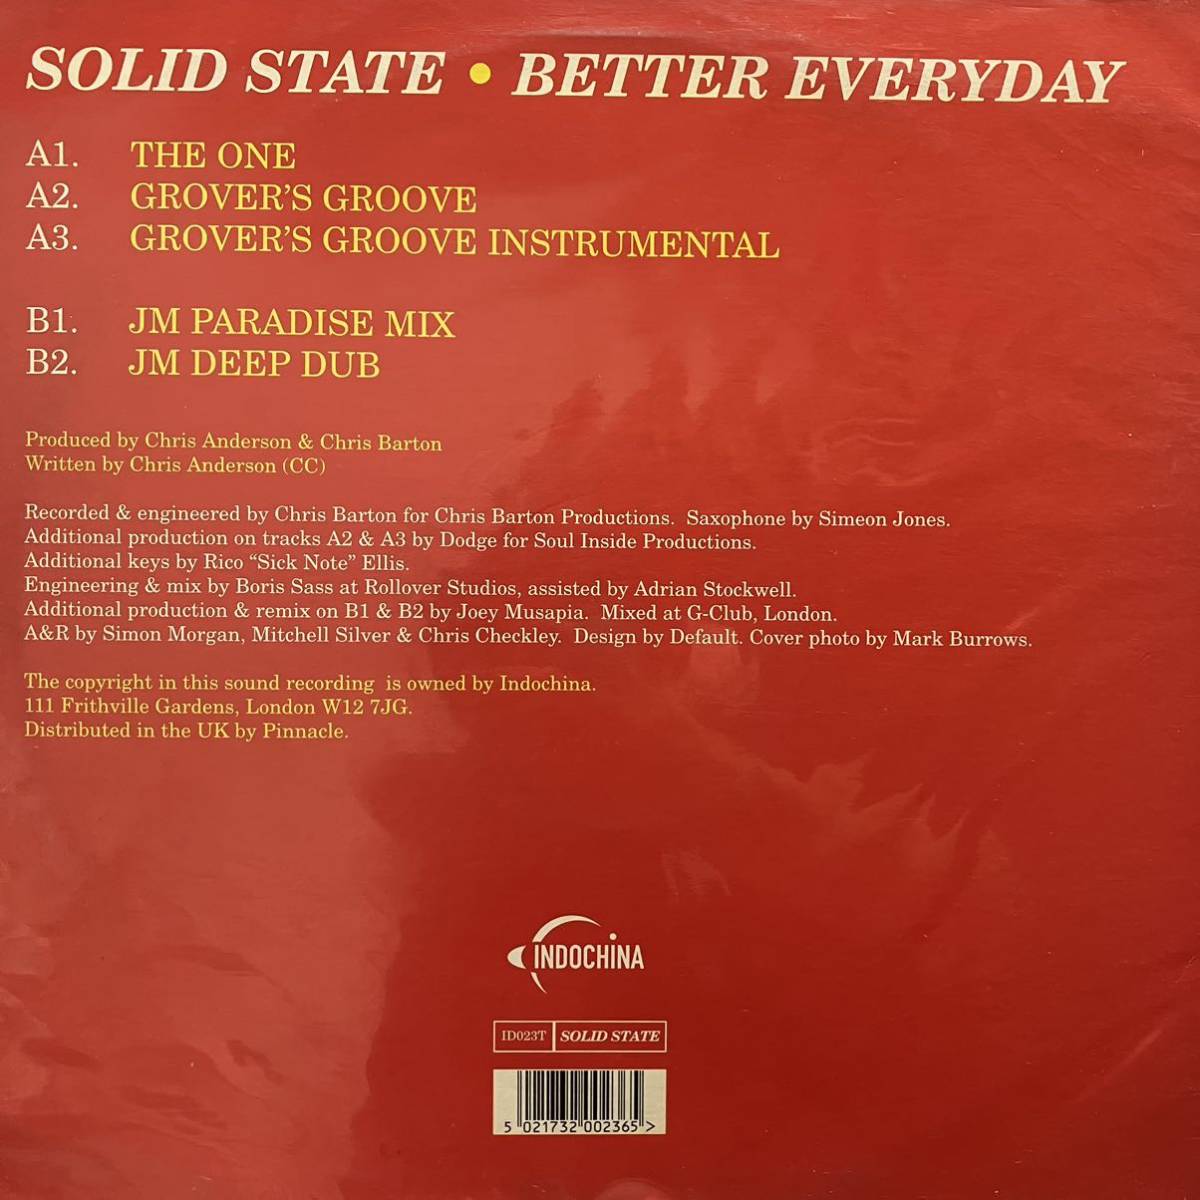 SOLID STATE • BETTER EVERYDAY
A1. THE ONE
A2. GROVER'S GROOVE
A3. GROVER'S GROOVE INSTRUMENTAL
B1. JM PARADISE MIX
B2. JM DEEP DUB
Produced by Chris Anderson & Chris Barton
Written by Chris Anderson (CC)
Recorded & engineered by Chris Barton for Chris Barton Productions. Saxophone by Simeon Jones.
Additional production on tracks A2 & A3 by Dodge for Soul Inside Productions.
Additional keys by Rico “Sick Note” Ellis.
Engineering & mix by Boris Sass at Rollover Studios, assisted by Adrian Stockwell.
Additional production & remix on B1 & B2 by Joey Musapia. Mixed at G-Club, London.
A&R by Simon Morgan, Mitchell Silver & Chris Checkley. Design by Default. Cover photo by Mark Burrows.
The copyright in this sound recording is owned by Indochina.
111 Frithville Gardens, London W12 7JG.
Distributed in the UK by Pinnacle.
INDOCHINA
ID023T SOLID STATE
5 021732 002365 >